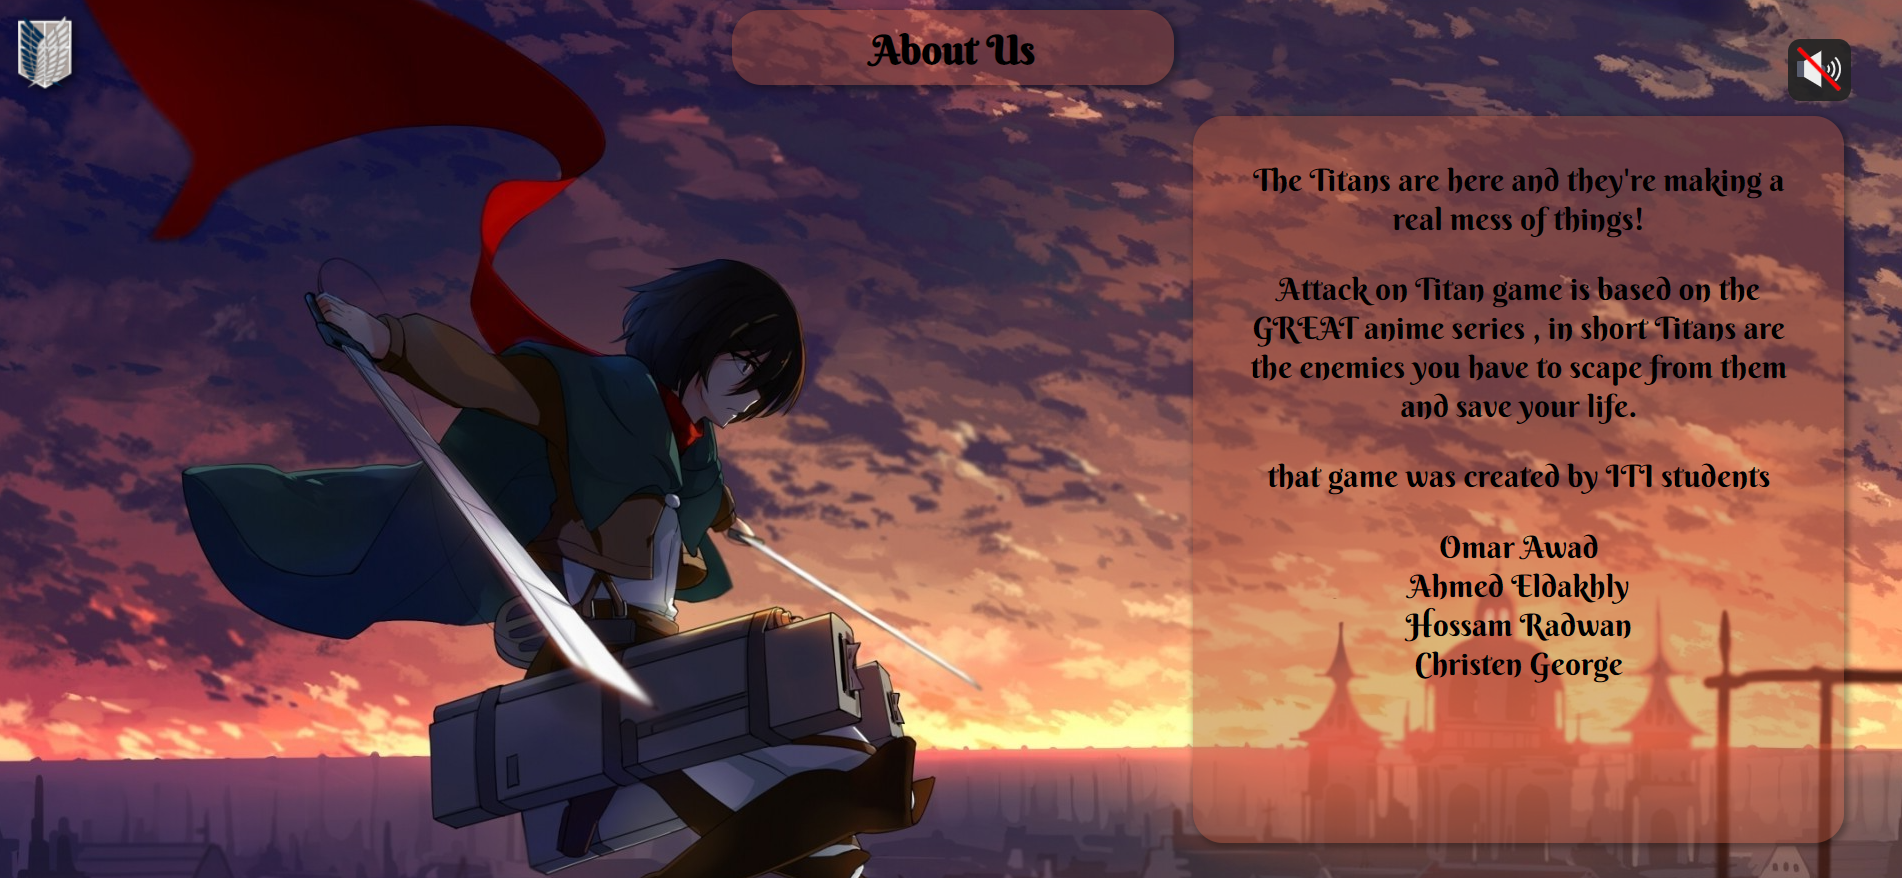 About Us
The Titans are here and they're making a
real mess of things!
Attack on Titan game is based on the
GREAT anime series , in short Titans are
the enemies you have to scape from them
and save your life.
that game was created by ITI students
Omar Awad
Ahmed Eldakhly
Hossam Radwan
Christen George